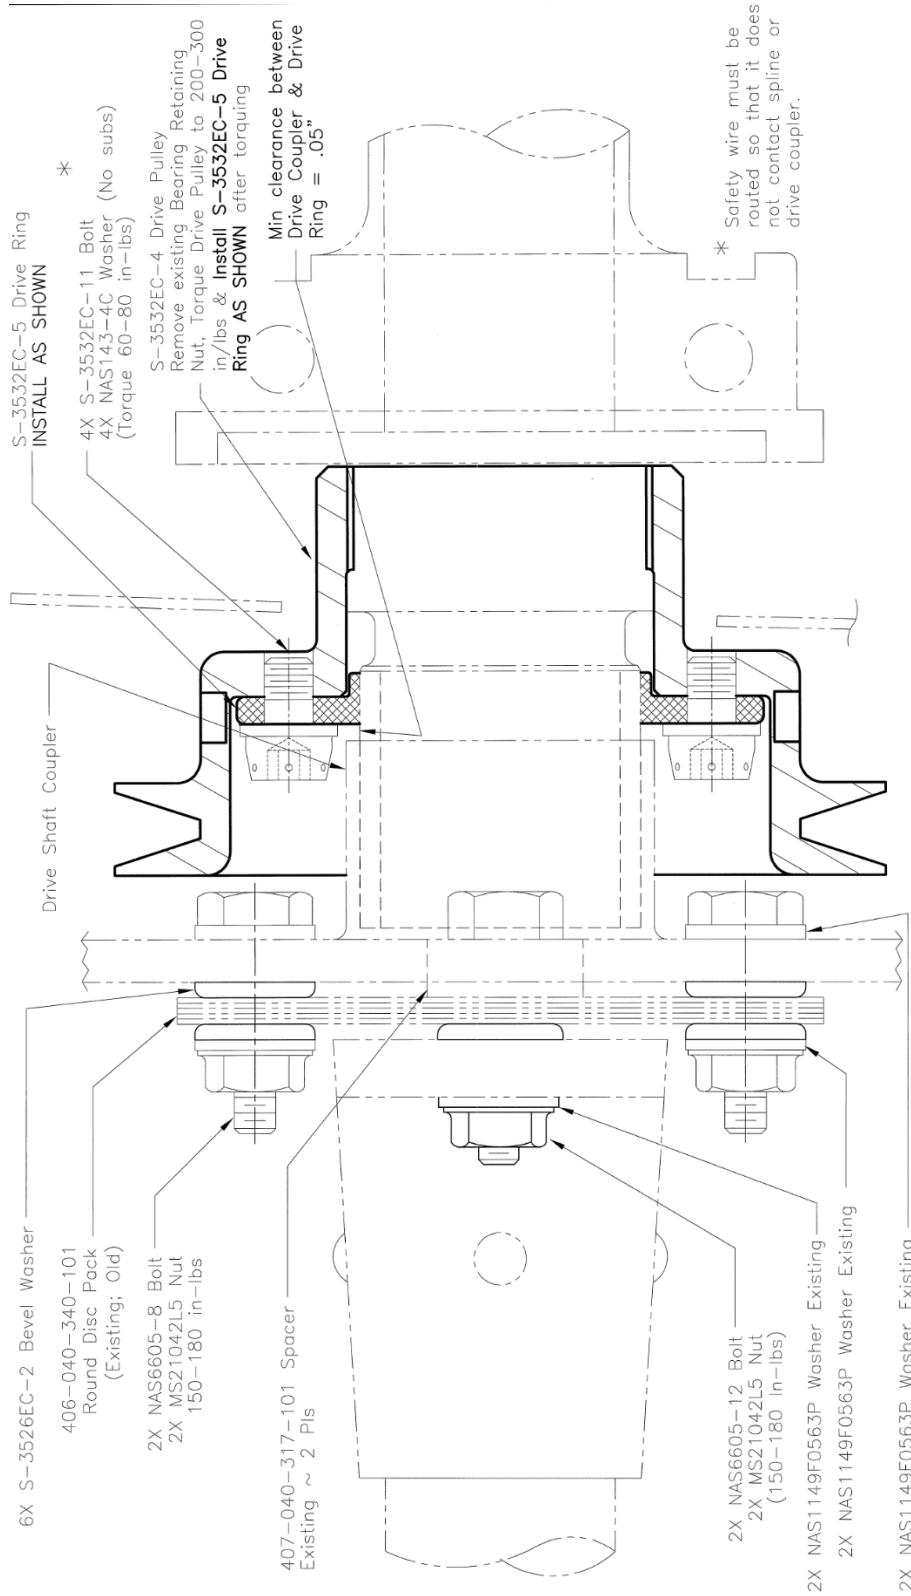 6X S-3526EC-2 Bevel Washer
406-040-340-101
Round Disc Pack
(Existing; Old)
2X NAS6605-8 Bolt
2X MS21042L5 Nut
150-180 in-lbs
407-040-317-101 Spacer
Existing ~ 2 Pls
2X NAS6605-12 Bolt
2X MS21042L5 Nut
(150-180 In-lbs)
2X NAS1149F0563P Washer Existing
2X NAS1149F0563P Washer Existing
2X NAS1149F0563P Washer Existing
Drive Shaft Coupler
S-3532EC-5 Drive Ring
INSTALL AS SHOWN
4X S-3532EC-11 Bolt
4X NAS143-4C Washer (No subs)
(Torque 60-80 in-lbs)
*
S-3532EC-4 Drive Pulley
Remove existing Bearing Retaining
Nut, Torque Drive Pulley to 200-300
in/lbs & Install S-3532EC-5 Drive
Ring AS SHOWN after torquing
Min clearance between
Drive Coupler & Drive
Ring = .05"
* Safety wire must be
routed so that it does
not contact spline or
drive coupler.